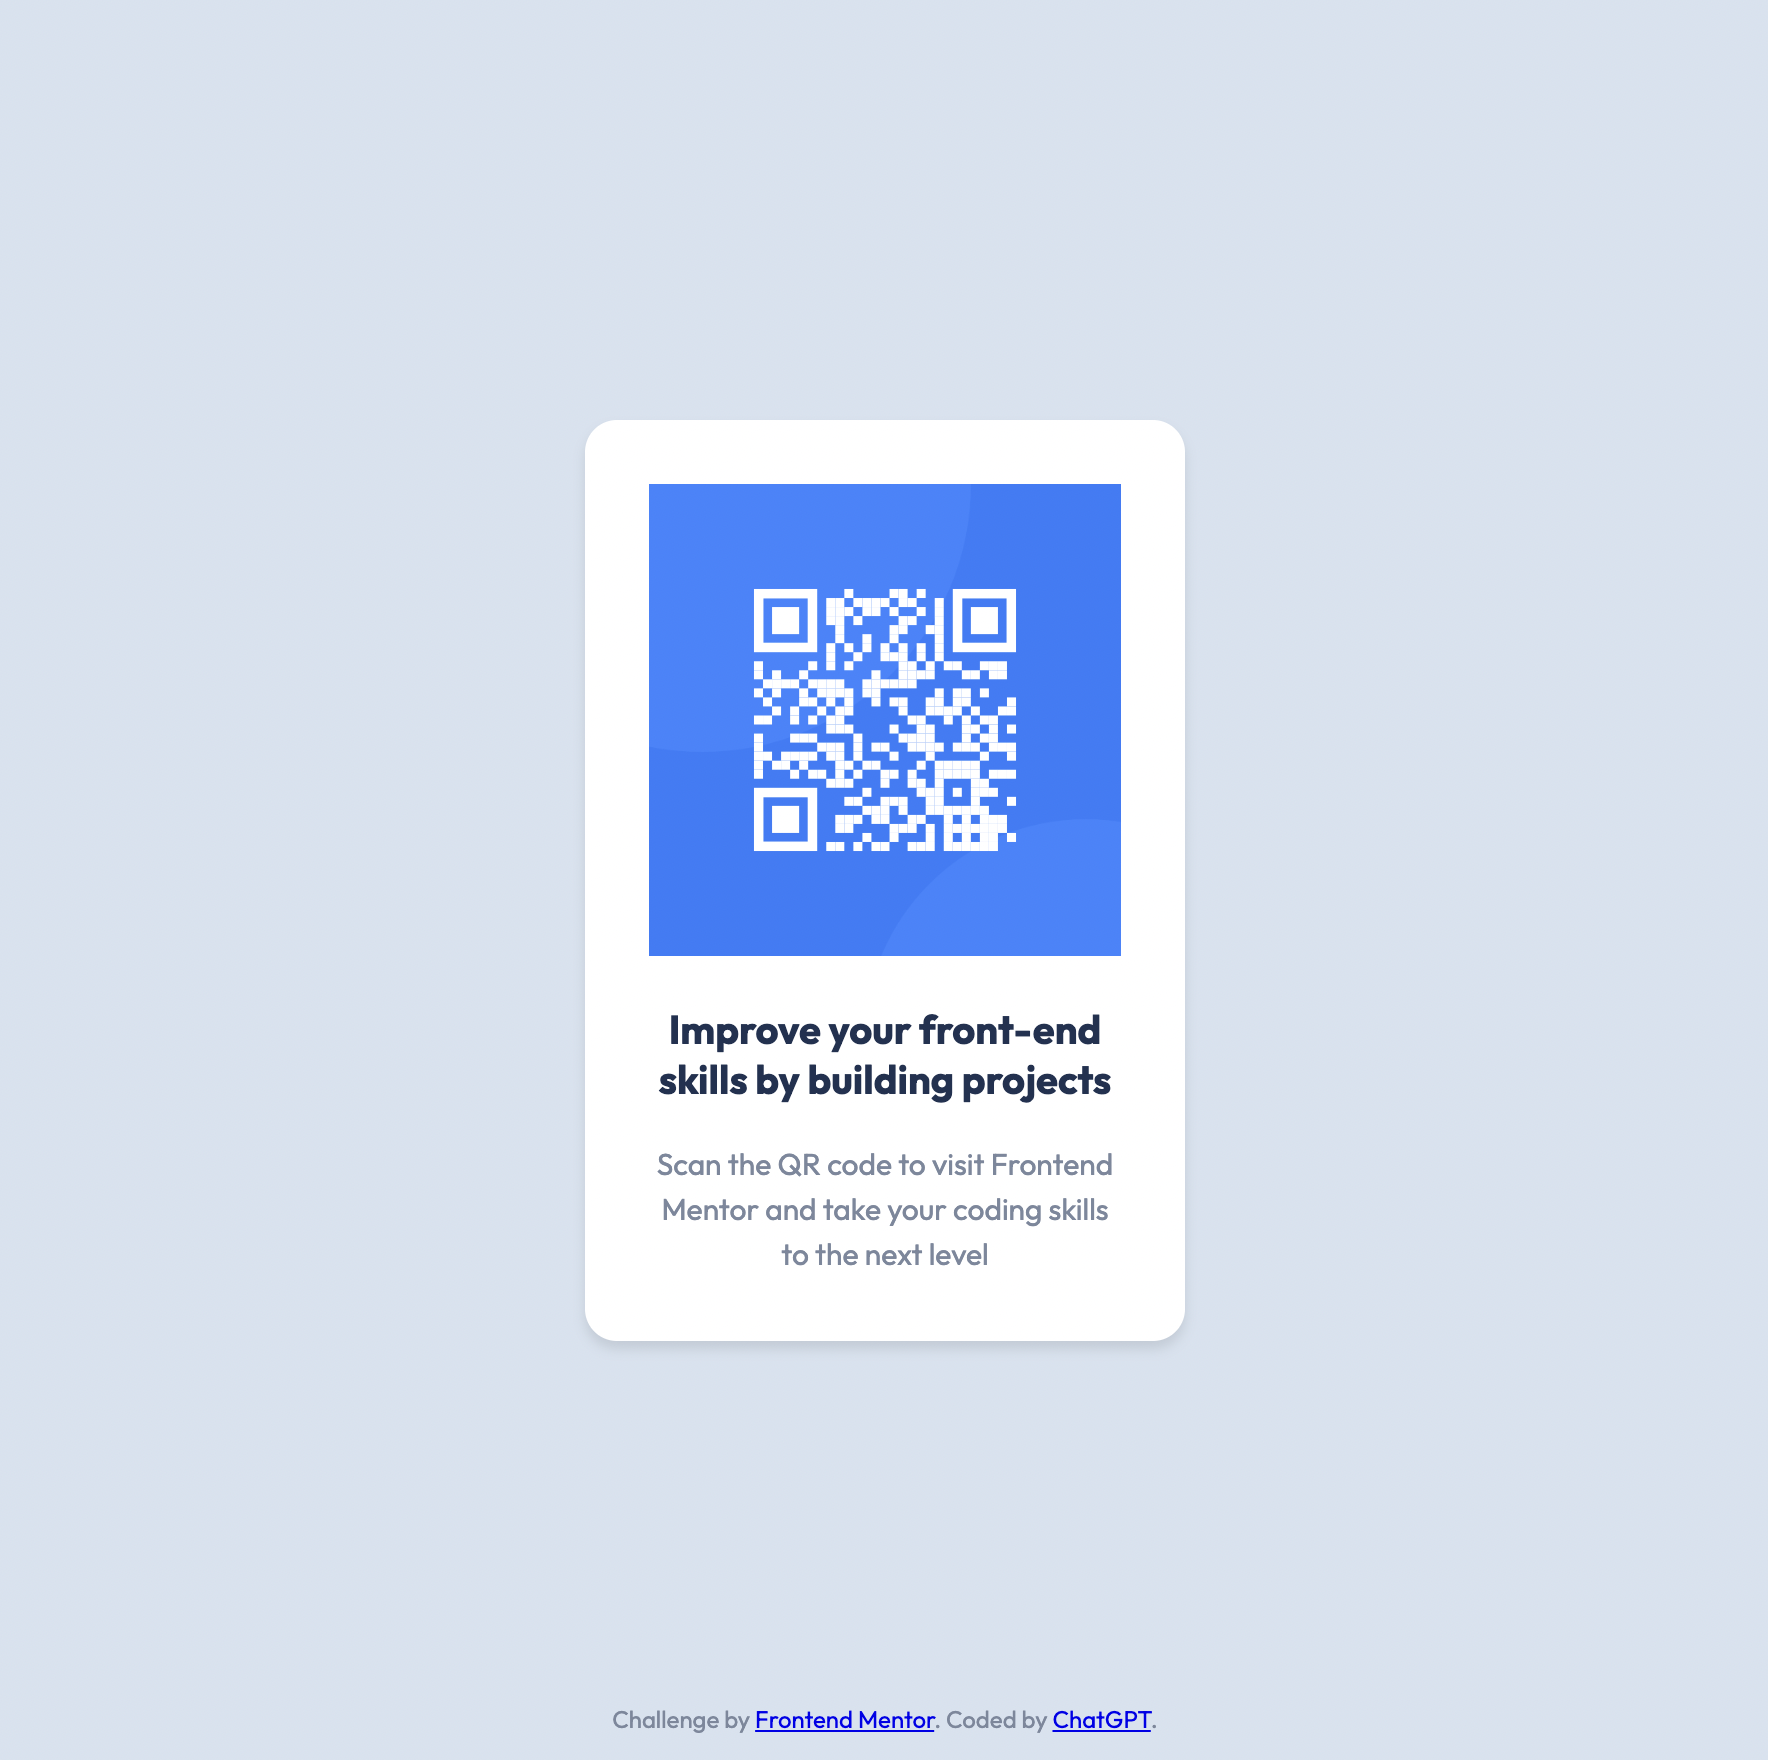 Improve your front-end
skills by building projects
Scan the QR code to visit Frontend
Mentor and take your coding skills
to the next level
Challenge by Frontend Mentor. Coded by ChatGPT.